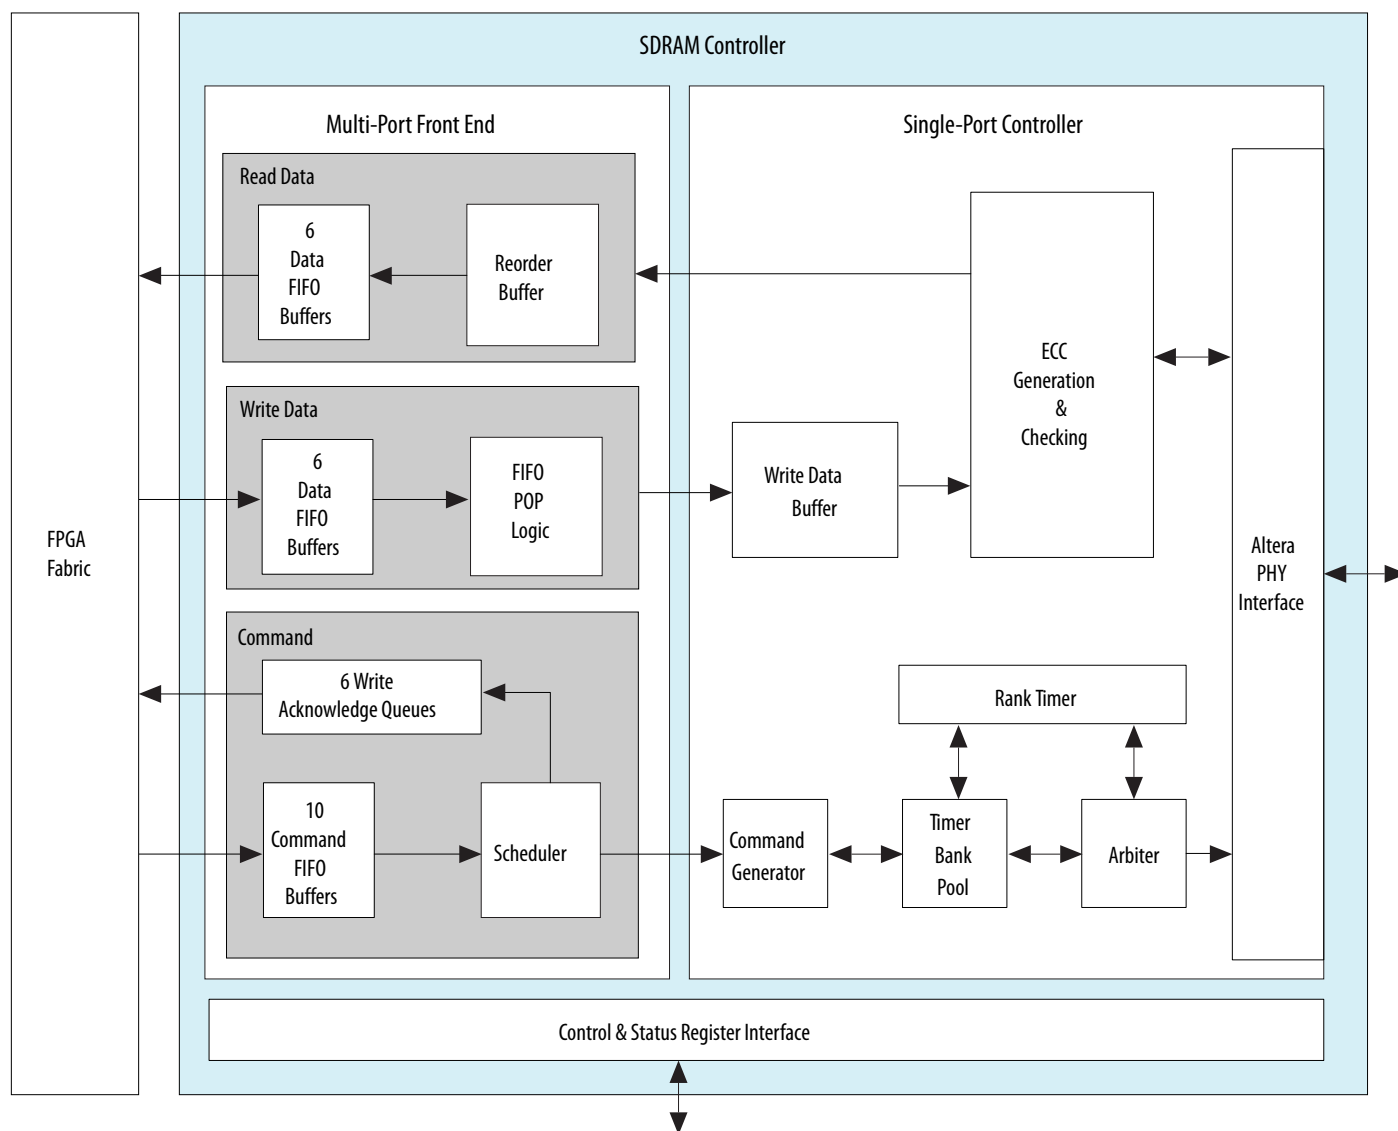 SDRAM Controller
Multi-Port Front End
Single-Port Controller
Read Data
6
Data
FIFO
Buffers
Reorder
Buffer
ECC
Generation
&
Checking
Write Data
6
Data
FIFO
Buffers
FIFO
POP
Logic
Write Data
Buffer
FPGA
Fabric
Altera
PHY
Interface
Command
6 Write
Acknowledge Queues
Rank Timer
10
Command
FIFO
Buffers
Scheduler
Command
Generator
Timer
Bank
Pool
Arbiter
Control & Status Register Interface